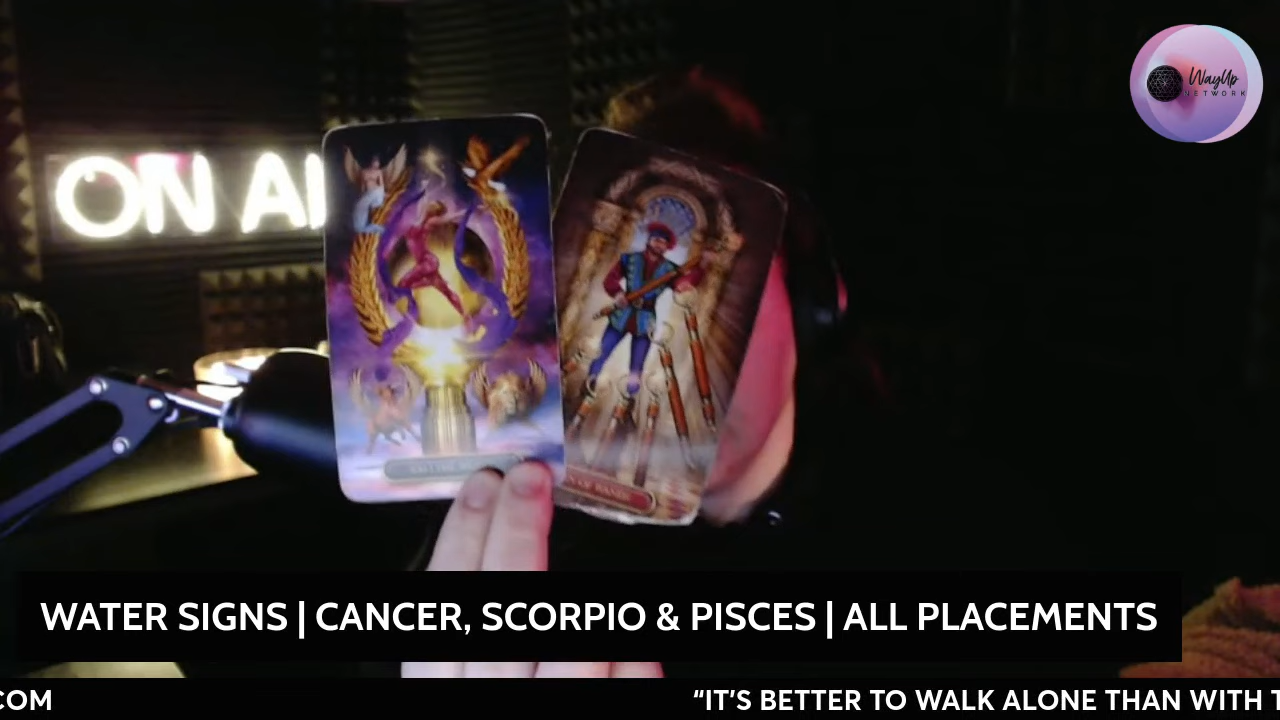 WayUp
NETWORK
ON AI
WATER SIGNS | CANCER, SCORPIO & PISCES | ALL PLACEMENTS
COM
“IT’S BETTER TO WALK ALONE THAN WITH T